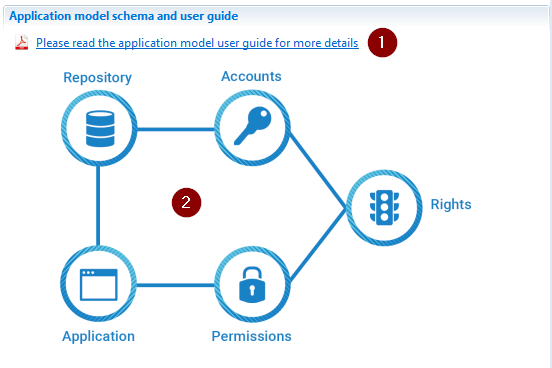 Application model schema and user guide
Please read the application model user guide for more details
1
Repository
Accounts
2
Rights
Application
Permissions